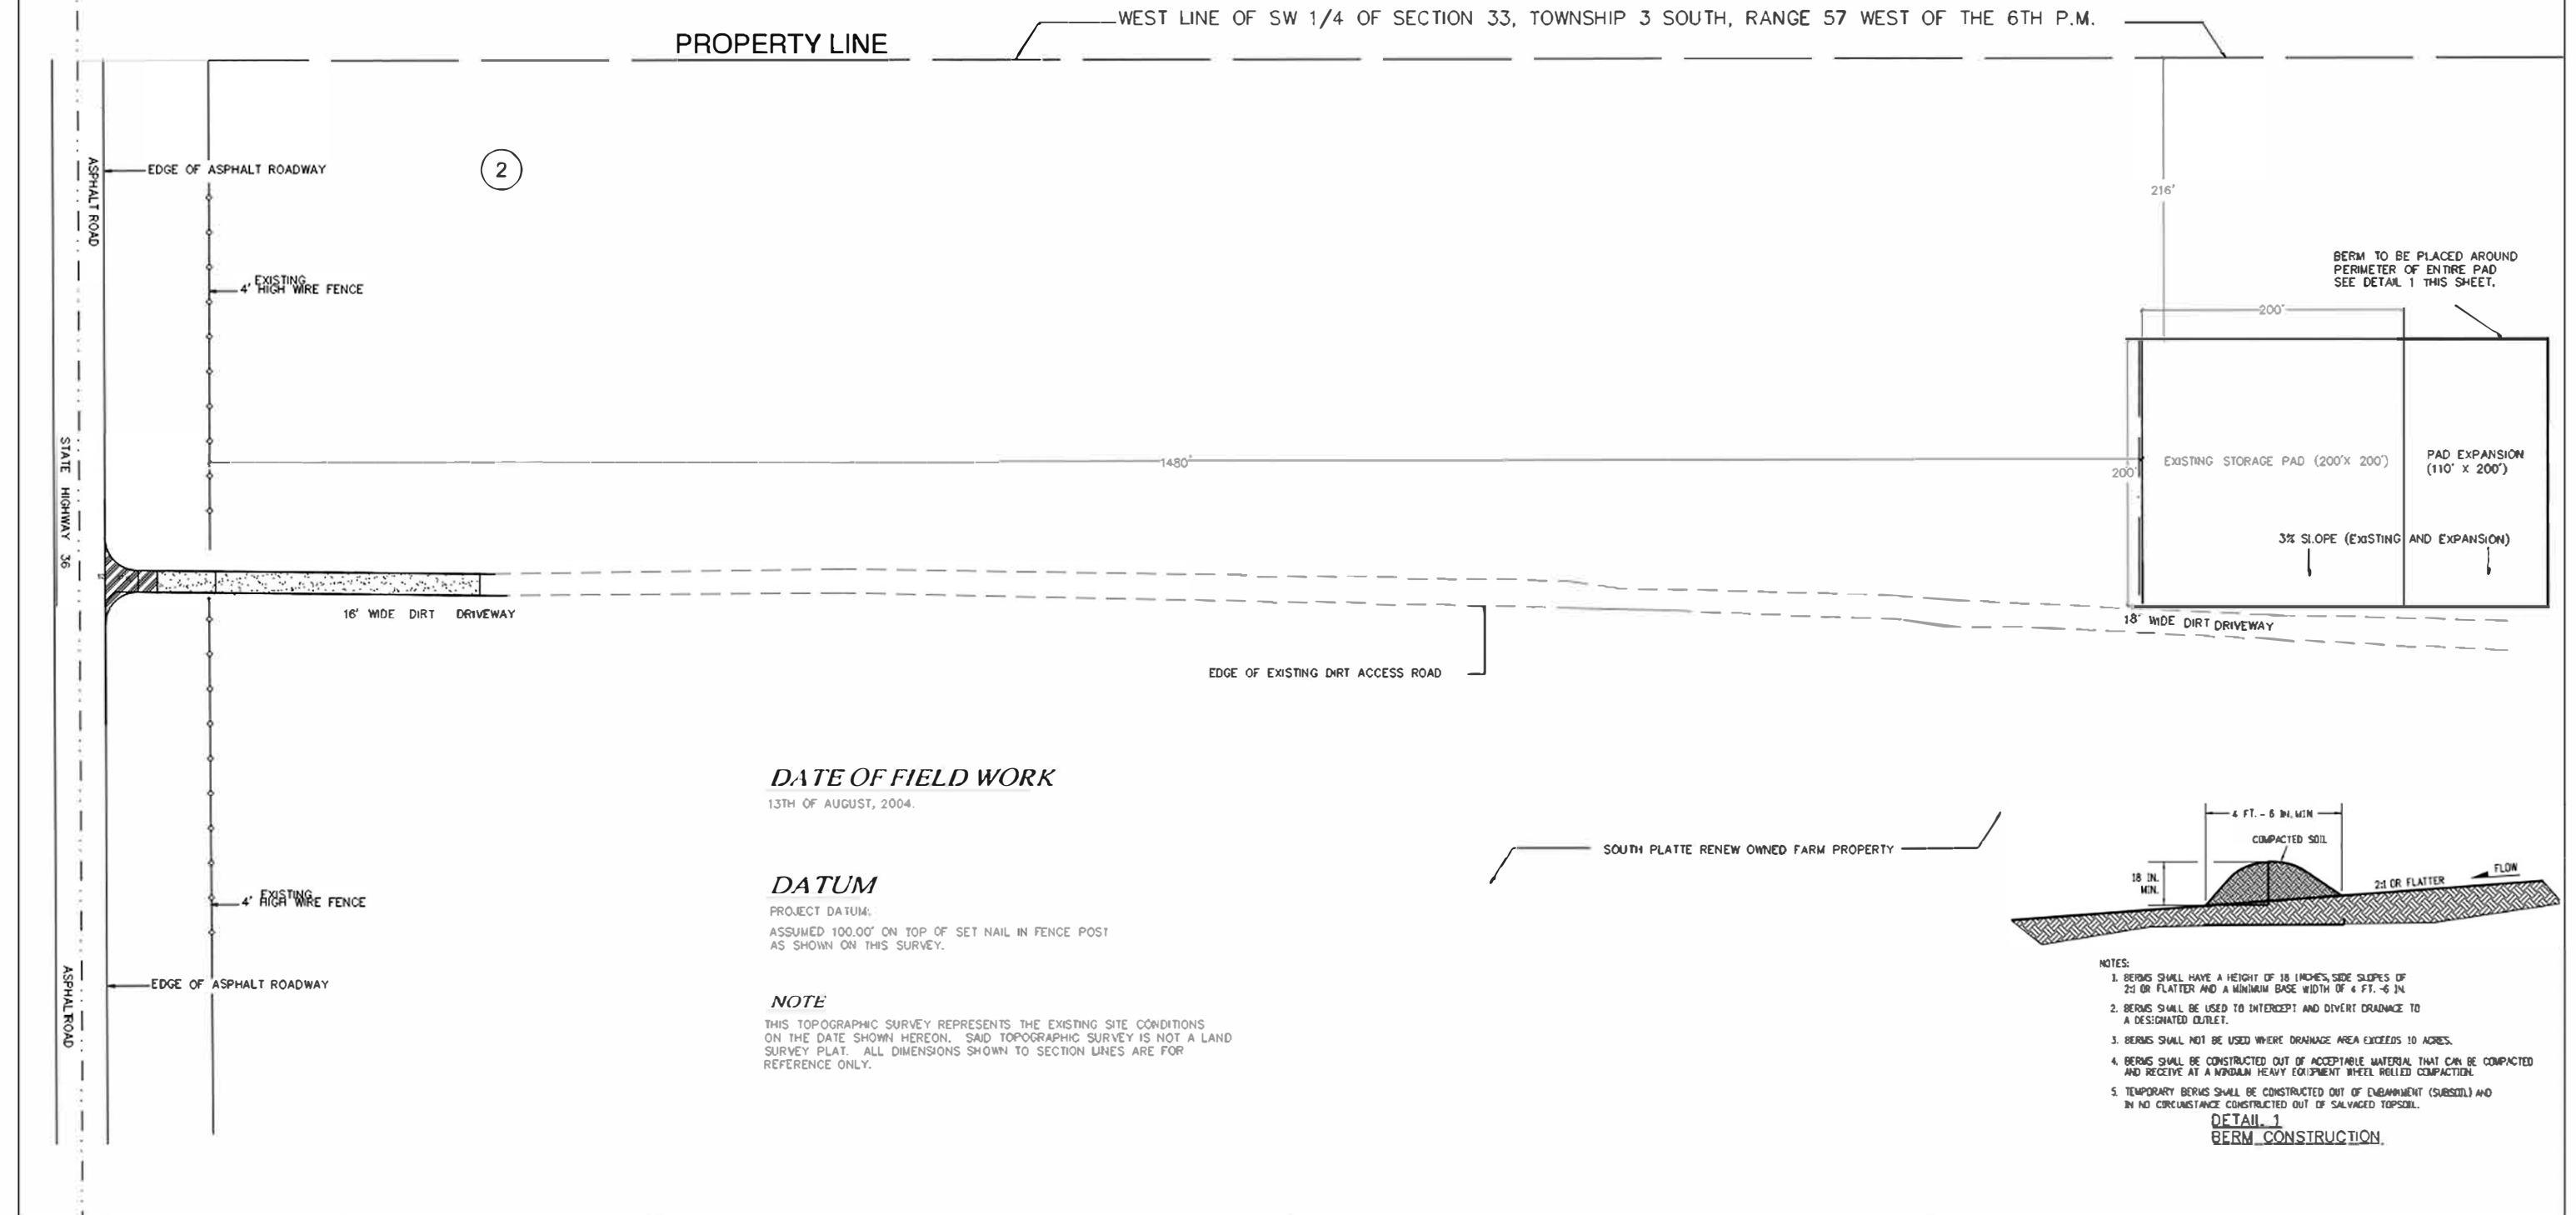 WEST LINE OF SW 1/4 OF SECTION 33, TOWNSHIP 3 SOUTH, RANGE 57 WEST OF THE 6TH P.M.
PROPERTY LINE
EDGE OF ASPHALT ROADWAY
2
ASPHALT ROAD
216'
BERM TO BE PLACED AROUND
PERIMETER OF ENTIRE PAD
SEE DETAIL 1 THIS SHEET.
EXISTING
4' HIGH WIRE FENCE
200'
STATE HIGHWAY 36
1480'
200'
EXISTING STORAGE PAD (200'X 200')
PAD EXPANSION
(110' X 200')
3% SLOPE (EXISTING AND EXPANSION)
16' WIDE DIRT DRIVEWAY
18' WIDE DIRT DRIVEWAY
EDGE OF EXISTING DIRT ACCESS ROAD
DATE OF FIELD WORK
13TH OF AUGUST, 2004.
SOUTH PLATTE RENEW OWNED FARM PROPERTY
DATUM
PROJECT DATUM:
ASSUMED 100.00' ON TOP OF SET NAIL IN FENCE POST
AS SHOWN ON THIS SURVEY.
EXISTING
4' HIGH WIRE FENCE
EDGE OF ASPHALT ROADWAY
ASPHALT ROAD
NOTE
THIS TOPOGRAPHIC SURVEY REPRESENTS THE EXISTING SITE CONDITIONS
ON THE DATE SHOWN HEREON. SAID TOPOGRAPHIC SURVEY IS NOT A LAND
SURVEY PLAT. ALL DIMENSIONS SHOWN TO SECTION LINES ARE FOR
REFERENCE ONLY.
4 FT. - 6 IN. MIN
COMPACTED SOIL
18 IN.
MIN.
2:1 OR FLATTER
FLOW
NOTES:
1. BERMS SHALL HAVE A HEIGHT OF 18 INCHES, SIDE SLOPES OF
2:1 OR FLATTER AND A MINIMUM BASE WIDTH OF 4 FT. -6 IN.
2. BERMS SHALL BE USED TO INTERCEPT AND DIVERT DRAINAGE TO
A DESIGNATED OUTLET.
3. BERMS SHALL NOT BE USED WHERE DRAINAGE AREA EXCEEDS 10 ACRES.
4. BERMS SHALL BE CONSTRUCTED OUT OF ACCEPTABLE MATERIAL THAT CAN BE COMPACTED
AND RECEIVE AT A MINIMUM HEAVY EQUIPMENT WHEEL ROLLED COMPACTION.
5. TEMPORARY BERMS SHALL BE CONSTRUCTED OUT OF EMBANKMENT (SUBSOIL) AND
IN NO CIRCUMSTANCE CONSTRUCTED OUT OF SALVAGED TOPSOIL.
DETAIL 1
BERM CONSTRUCTION